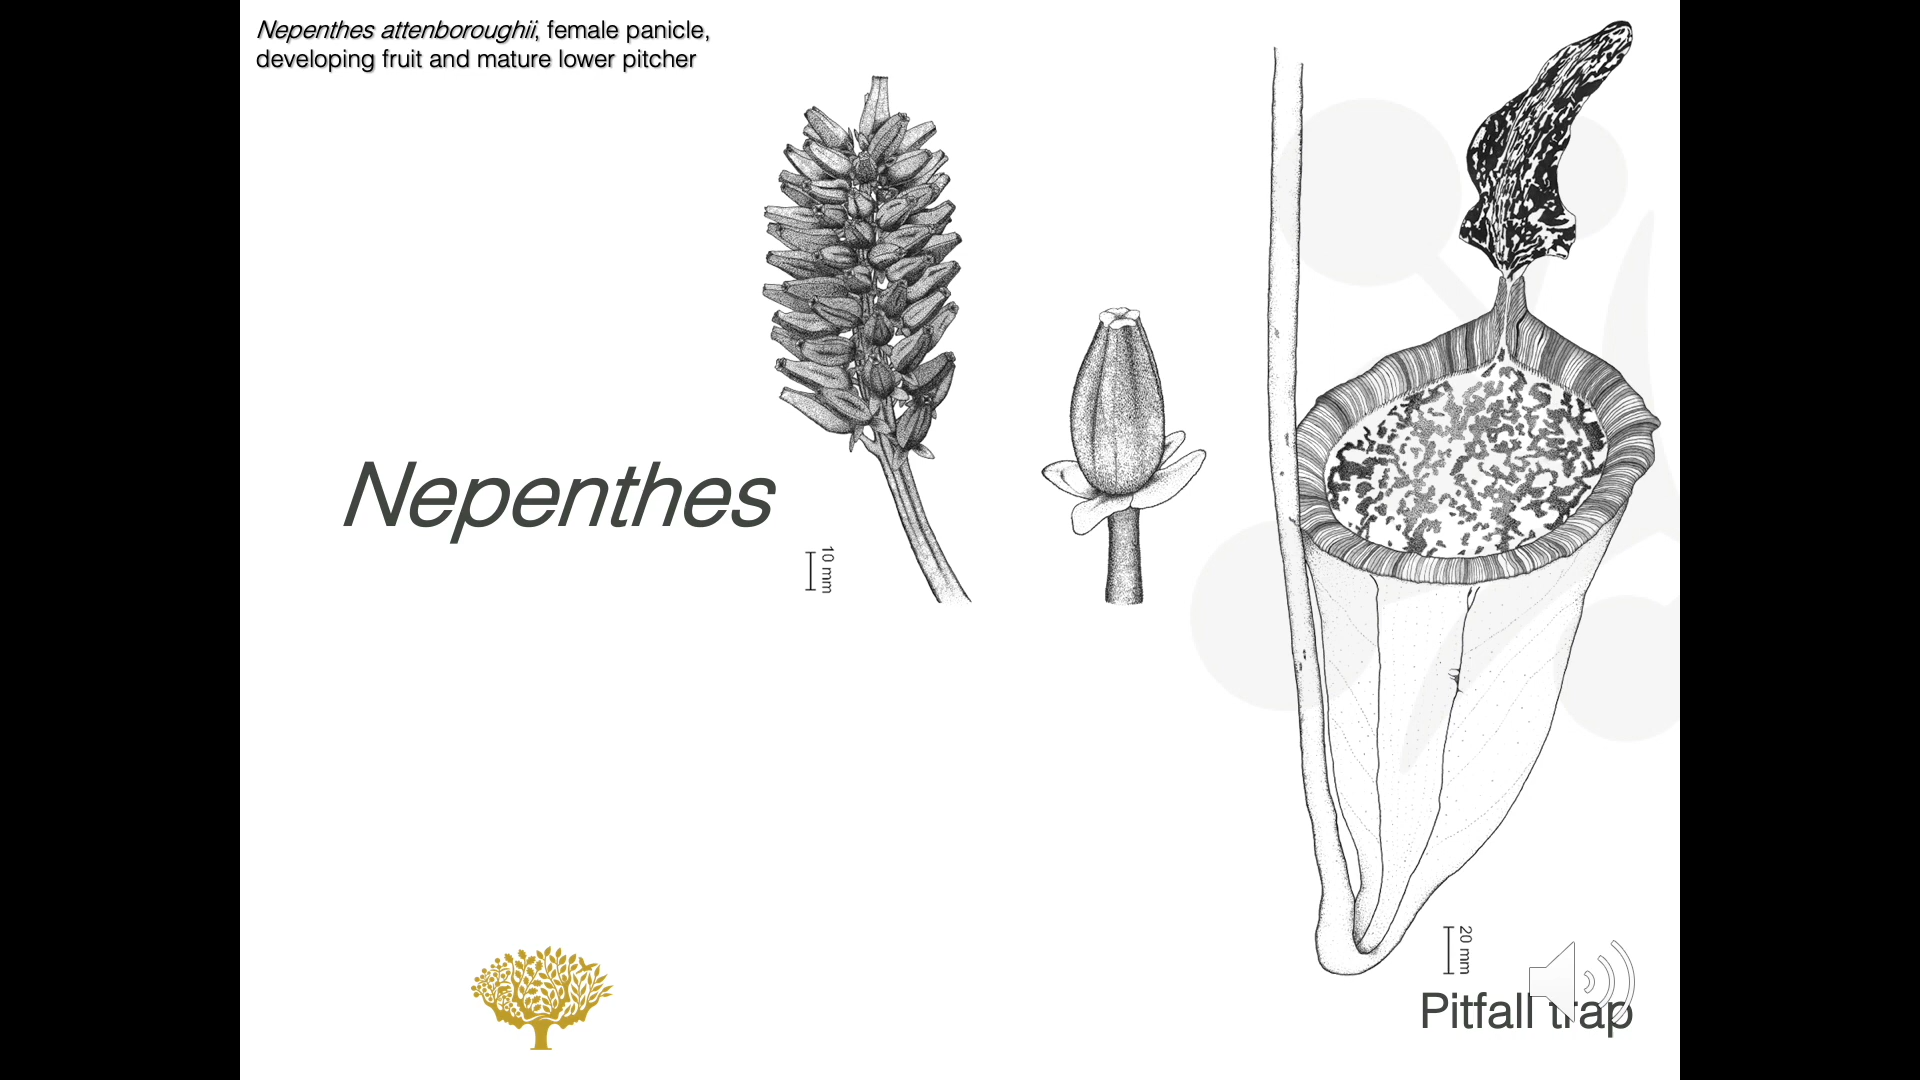 Nepenthes attenboroughii, female panicle,
developing fruit and mature lower pitcher
Nepenthes
10 mm
20 mm
Pitfall trap